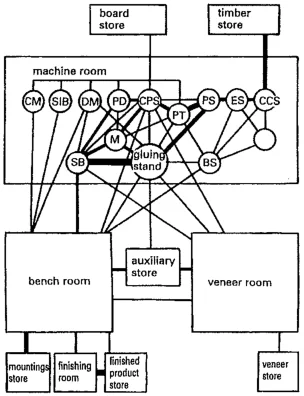 board
store
timber
store
machine room
CM
SIB
DM
PD
CPS
PS
ES
CCS
PT
M
gluing
stand
SB
BS
auxiliary
store
bench room
veneer room
mountings
store
finishing
room
finished
product
store
veneer
store